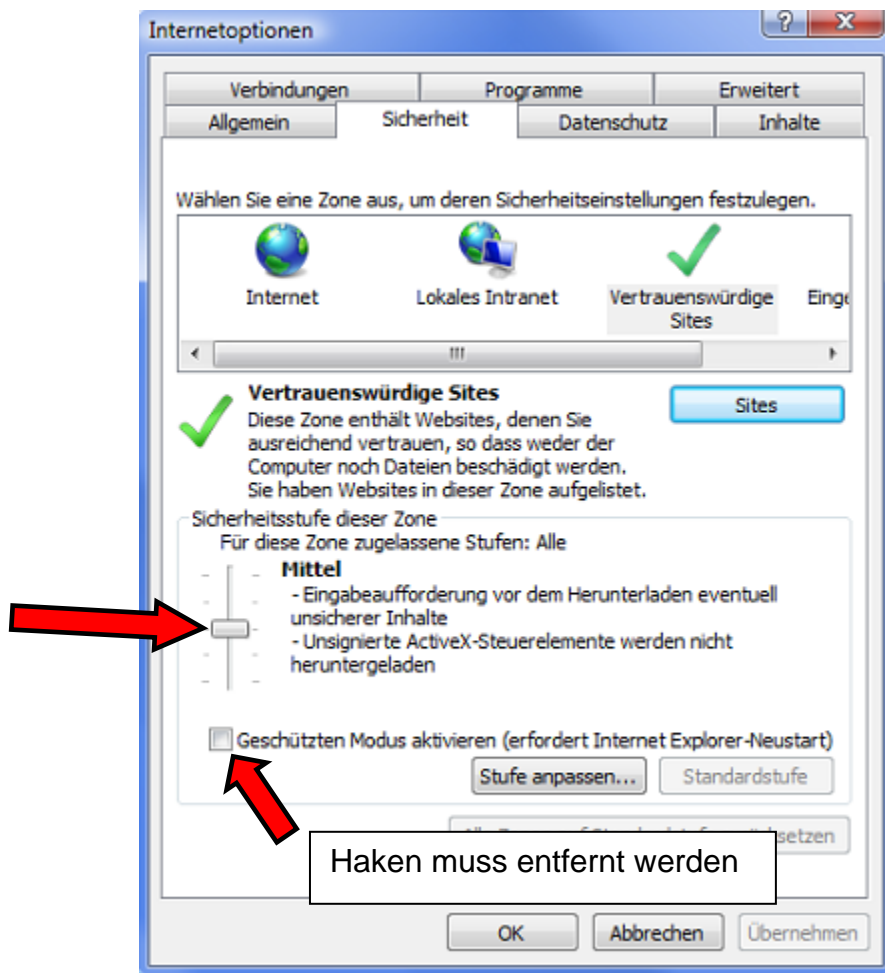 Internetoptionen
Verbindungen Programme Erweitert
Allgemein Sicherheit Datenschutz Inhalte
Wählen Sie eine Zone aus, um deren Sicherheitseinstellungen festzulegen.
Internet Lokales Intranet Vertrauenswürdige
Sites
Vertrauenswürdige Sites
Sites
Diese Zone enthält Websites, denen Sie
ausreichend vertrauen, so dass weder der
Computer noch Dateien beschädigt werden.
Sie haben Websites in dieser Zone aufgelistet.
Sicherheitsstufe dieser Zone
Für diese Zone zugelassene Stufen: Alle
Mittel
- Eingabeaufforderung vor dem Herunterladen eventuell
unsicherer Inhalte
- Unsignierte ActiveX-Steuerelemente werden nicht
heruntergeladen
Geschützten Modus aktivieren (erfordert Internet Explorer-Neustart)
Stufe anpassen... Standardstufe
Haken muss entfernt werden
OK Abbrechen Übernehmen